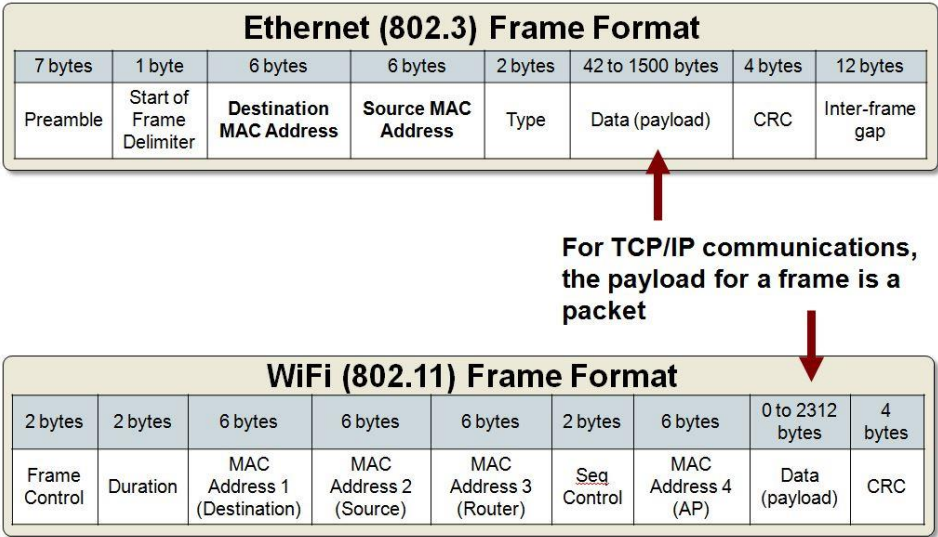 Ethernet (802.3) Frame Format
7 bytes 1 byte 6 bytes 6 bytes 2 bytes 42 to 1500 bytes 4 bytes 12 bytes
Preamble
Start of
Frame
Delimiter
Destination
MAC Address
Source MAC
Address
Type
Data (payload)
CRC
Inter-frame
gap
For TCP/IP communications,
the payload for a frame is a
packet
WiFi (802.11) Frame Format
2 bytes 2 bytes 6 bytes 6 bytes 6 bytes 2 bytes 6 bytes
0 to 2312
bytes
4
bytes
Frame
Control
Duration
MAC
Address 1
(Destination)
MAC
Address 2
(Source)
MAC
Address 3
(Router)
Seq
Control
MAC
Address 4
(AP)
Data
(payload)
CRC